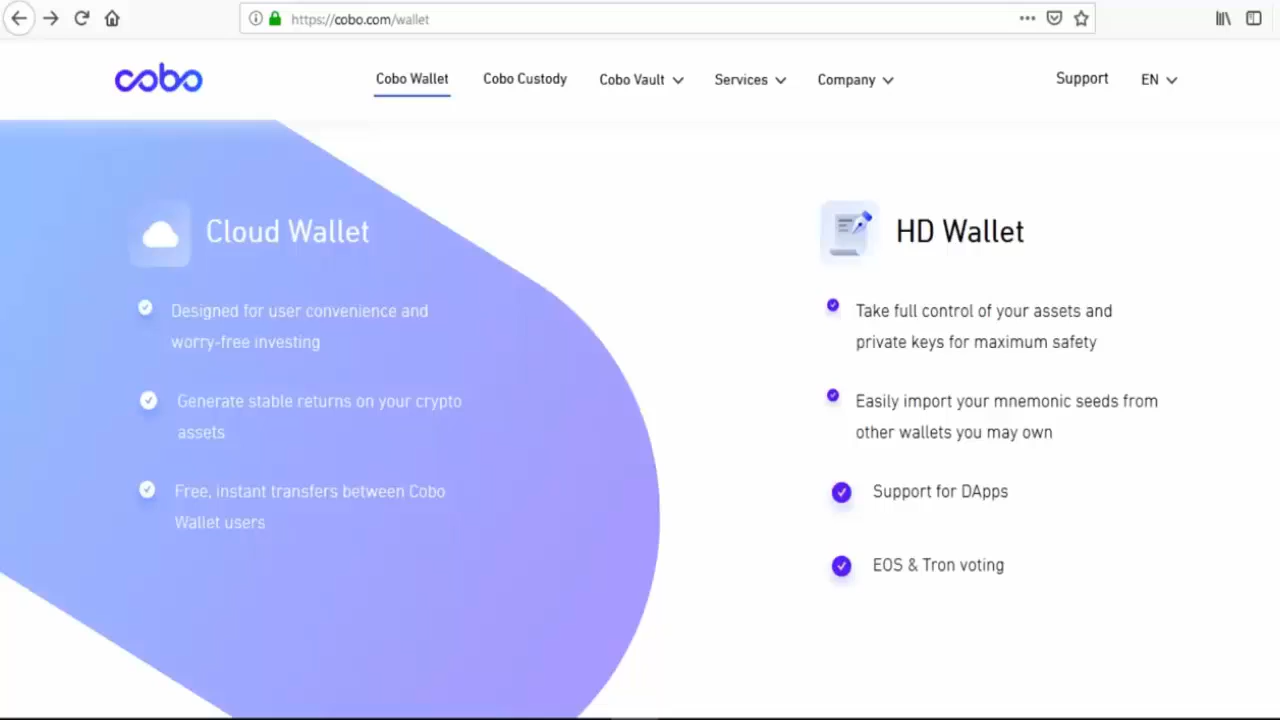 https://cobo.com/wallet
cobo
Cobo Wallet
Cobo Custody
Cobo Vault
Services
Company
Support
EN
Cloud Wallet
Designed for user convenience and
worry-free investing
Generate stable returns on your crypto
assets
Free, instant transfers between Cobo
Wallet users
HD Wallet
Take full control of your assets and
private keys for maximum safety
Easily import your mnemonic seeds from
other wallets you may own
Support for DApps
EOS & Tron voting